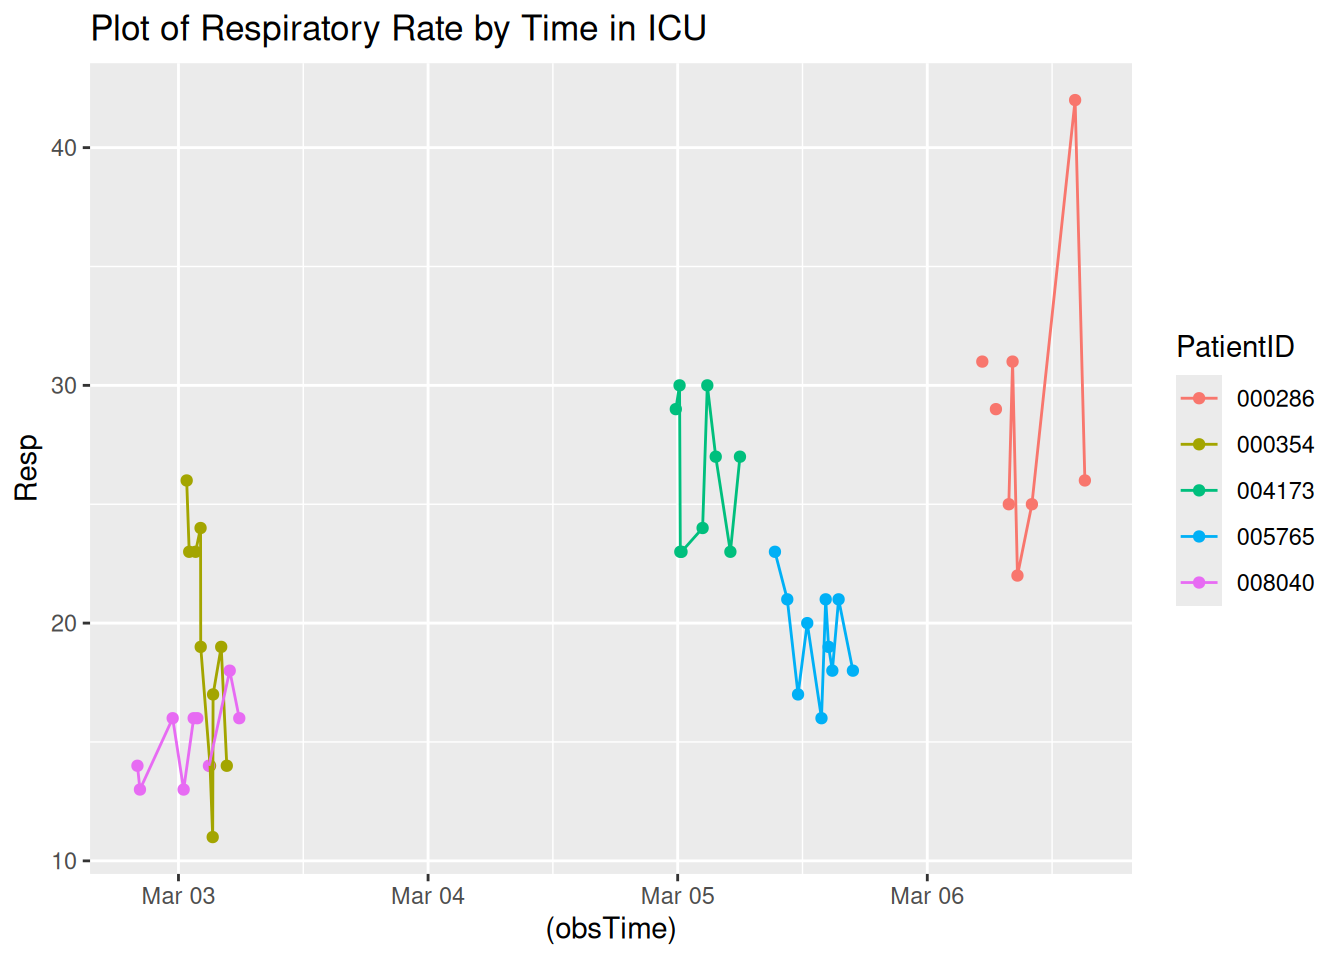 Plot of Respiratory Rate by Time in ICU
40
30
20
10
Resp
Mar 03
Mar 04
Mar 05
Mar 06
(obsTime)
PatientID
000286
000354
004173
005765
008040